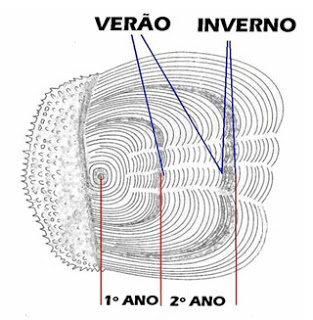 VERÃO INVERNO
1º ANO 2º ANO